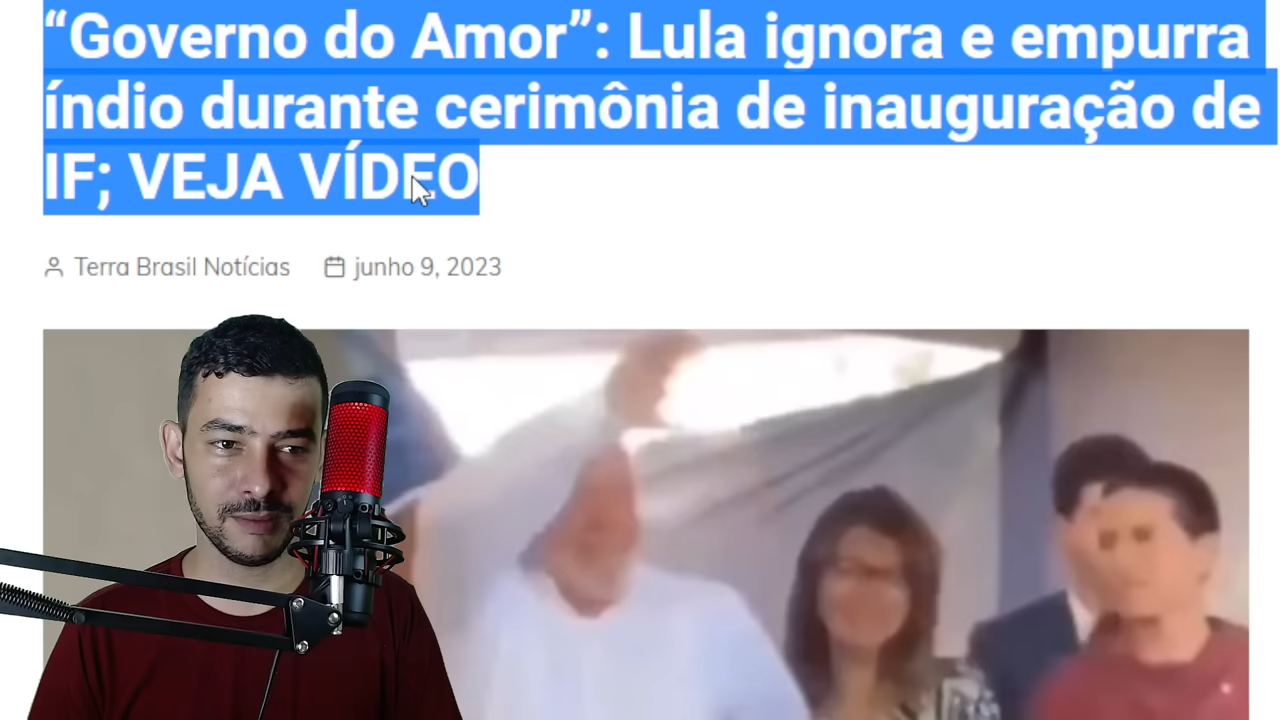 “Governo do Amor”: Lula ignora e empurra
índio durante cerimônia de inauguração de
IF; VEJA VÍDEO
Terra Brasil Notícias junho 9, 2023